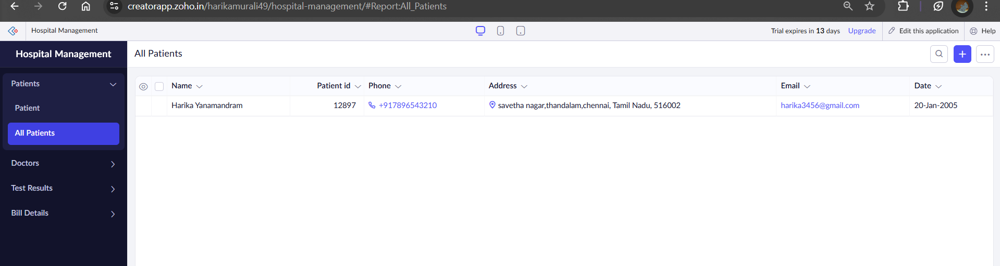 creatorapp.zoho.in/harikamurali49/hospital-management/#Report:All_Patients
Hospital Management
Trial expires in 13 days Upgrade Edit this application Help
Hospital Management
Patients
Patient
All Patients
Doctors
Test Results
Bill Details
All Patients
Name Patient id Phone Address Email Date
Harika Yanamandram 12897 +917896543210 savetha nagar,thandalam,chennai, Tamil Nadu, 516002 harika3456@gmail.com 20-Jan-2005